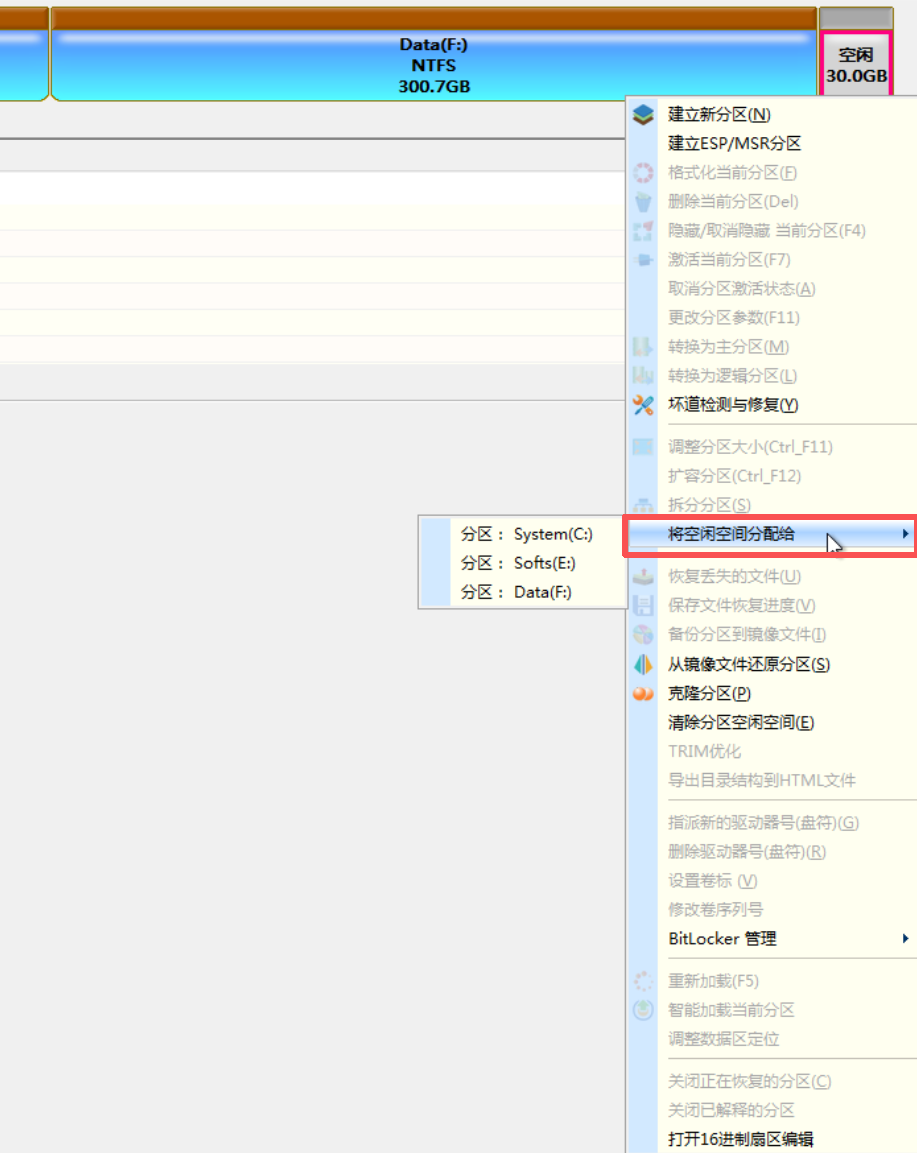 Data(F:)
NTFS
300.7GB
空闲
30.0GB
建立新分区(N)
建立ESP/MSR分区
格式化当前分区(F)
删除当前分区(Del)
隐藏/取消隐藏 当前分区(F4)
激活当前分区(F7)
取消分区激活状态(A)
更改分区参数(F11)
转换为主分区(M)
转换为逻辑分区(L)
坏道检测与修复(Y)
调整分区大小(Ctrl_F11)
扩容分区(Ctrl_F12)
拆分分区(S)
将空闲空间分配给
分区： System(C:)
分区： Softs(E:)
分区： Data(F:)
恢复丢失的文件(U)
保存文件恢复进度(V)
备份分区到镜像文件(I)
从镜像文件还原分区(S)
克隆分区(P)
清除分区空闲空间(E)
TRIM优化
导出目录结构到HTML文件
指派新的驱动器号(盘符)(G)
删除驱动器号(盘符)(R)
设置卷标 (V)
修改卷序列号
BitLocker 管理
重新加载(F5)
智能加载当前分区
调整数据区定位
关闭正在恢复的分区(C)
关闭已解释的分区
打开16进制扇区编辑